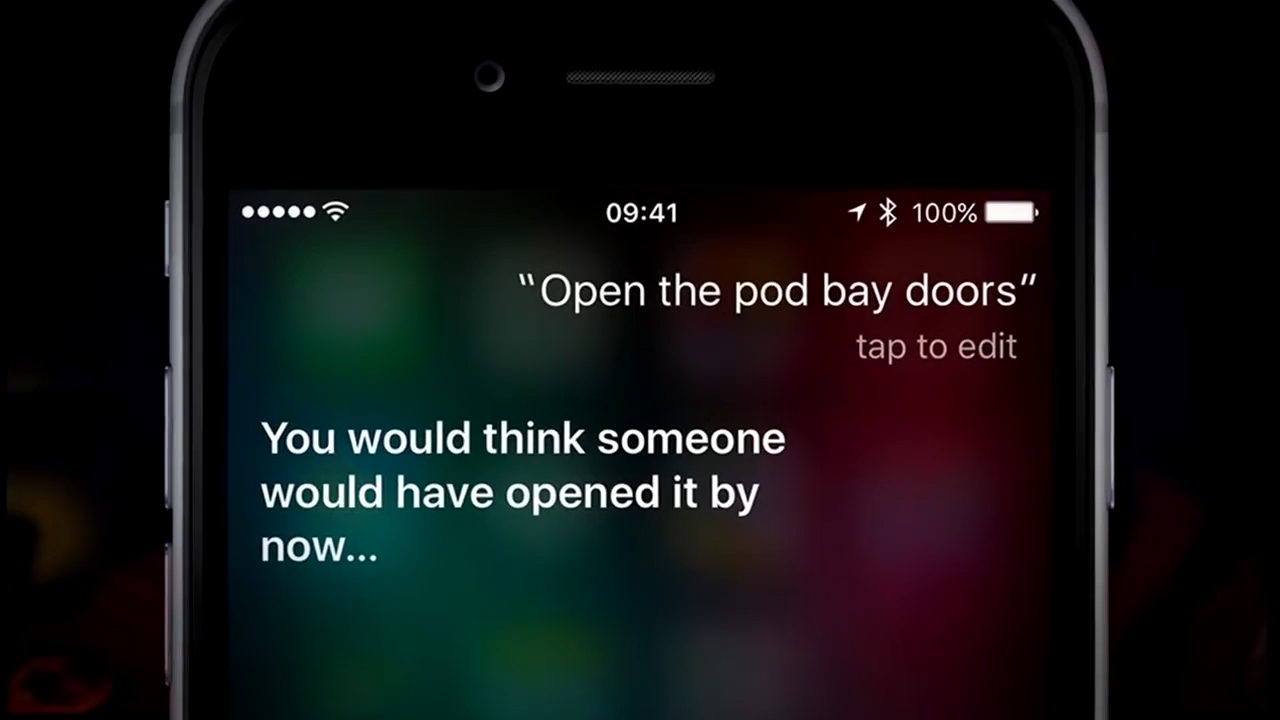 09:41
100%
“Open the pod bay doors”
tap to edit
You would think someone
would have opened it by
now...